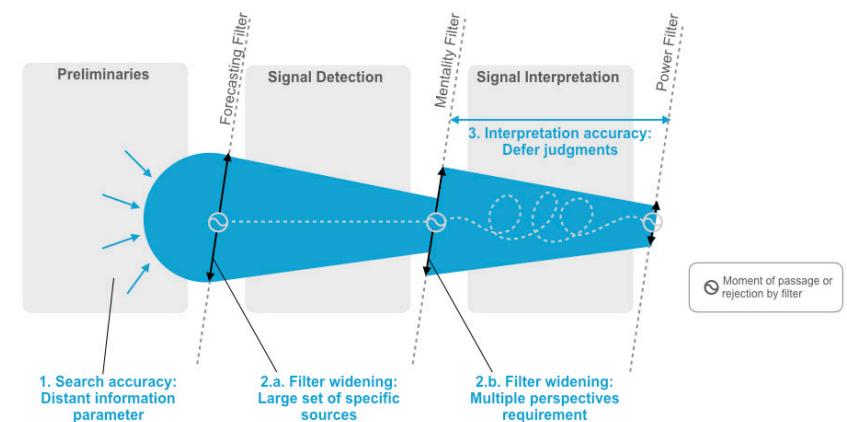 Preliminaries
Forecasting Filter
Signal Detection
Mentality Filter
Signal Interpretation
Power Filter
3. Interpretation accuracy:
Defer judgments
Moment of passage or
rejection by filter
1. Search accuracy:
Distant information
parameter
2.a. Filter widening:
Large set of specific
sources
2.b. Filter widening:
Multiple perspectives
requirement